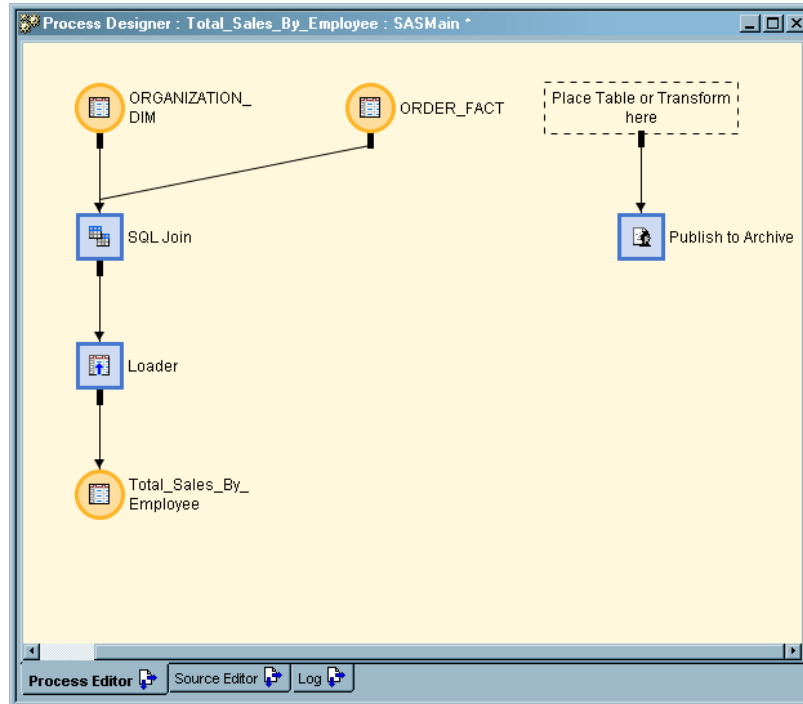 Process Designer : Total_Sales_By_Employee : SASMain *
ORGANIZATION_
DIM
ORDER_FACT
Place Table or Transform
here
SQL Join
Publish to Archive
Loader
Total_Sales_By_
Employee
Process Editor
Source Editor
Log